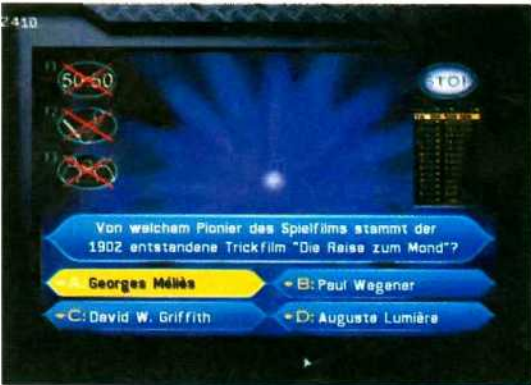 2410
50:50
STOP
Von welchem Pionier des Spielfilms stammt der
1902 entstandene Trickfilm "Die Reise zum Mond"?
A: Georges Méliès
B: Paul Wegener
C: David W. Griffith
D: Auguste Lumière